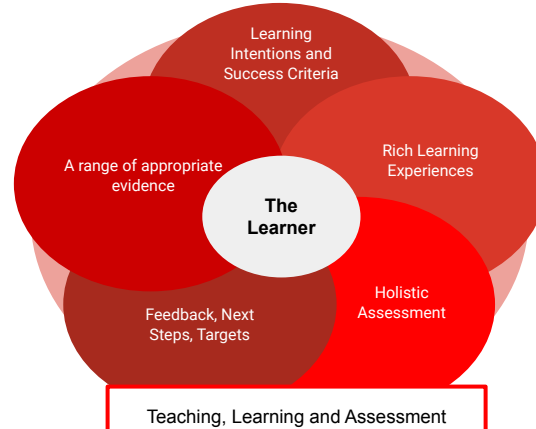 Learning
Intentions and
Success Criteria
Rich Learning
Experiences
A range of appropriate
evidence
The
Learner
Holistic
Assessment
Feedback, Next
Steps, Targets
Teaching, Learning and Assessment